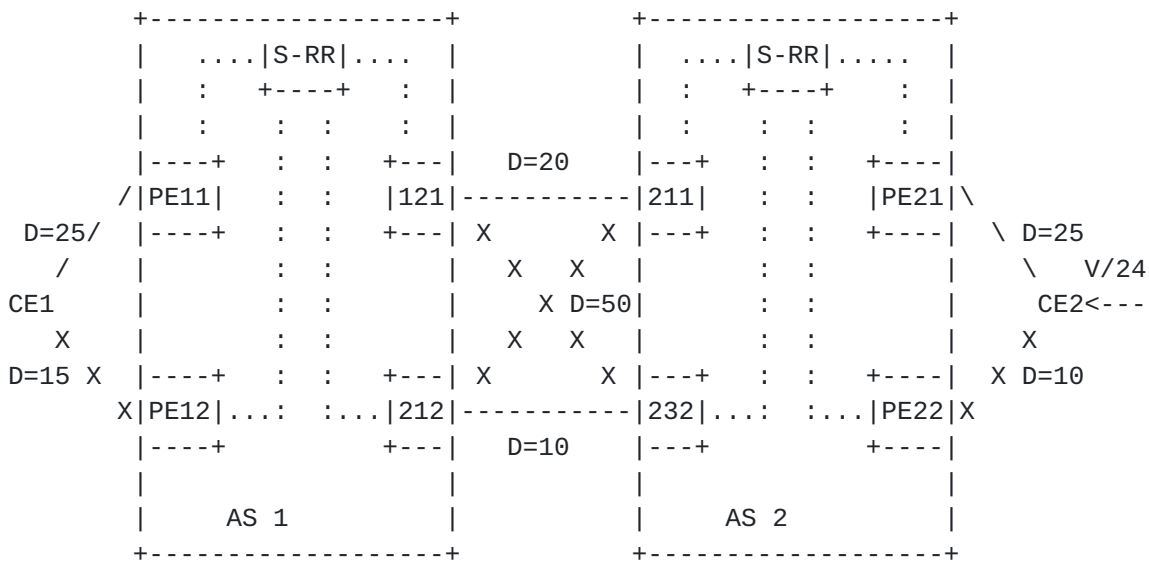 +-------------------+            +-------------------+
|   ....|S-RR|....  |            |  ....|S-RR|.....  |
|   :   +----+   :  |            |  :   +----+    :  |
|   :    :  :    :  |            |  :    :  :     :  |
|----+   :  :   +---|   D=20     |---+   :  :   +----|
/|PE11|   :  :   |121|-----------|211|   :  :   |PE21|\
D=25/  |----+   :  :   +---| X       X |---+   :  :   +----|  \ D=25
/    |        :  :        |   X   X   |       :  :        |    \   V/24
CE1     |        :  :        |     X D=50|       :  :        |     CE2<---
X     |        :  :        |   X   X   |       :  :        |    X
D=15 X  |----+   :  :   +---| X       X |---+   :  :   +----|  X D=10
X|PE12|...:  :...|212|-----------|232|...:  :...|PE22|X
|----+          +---|   D=10    |---+          +----|
|                   |           |                   |
|     AS 1          |           |     AS 2          |
+-------------------+           +-------------------+